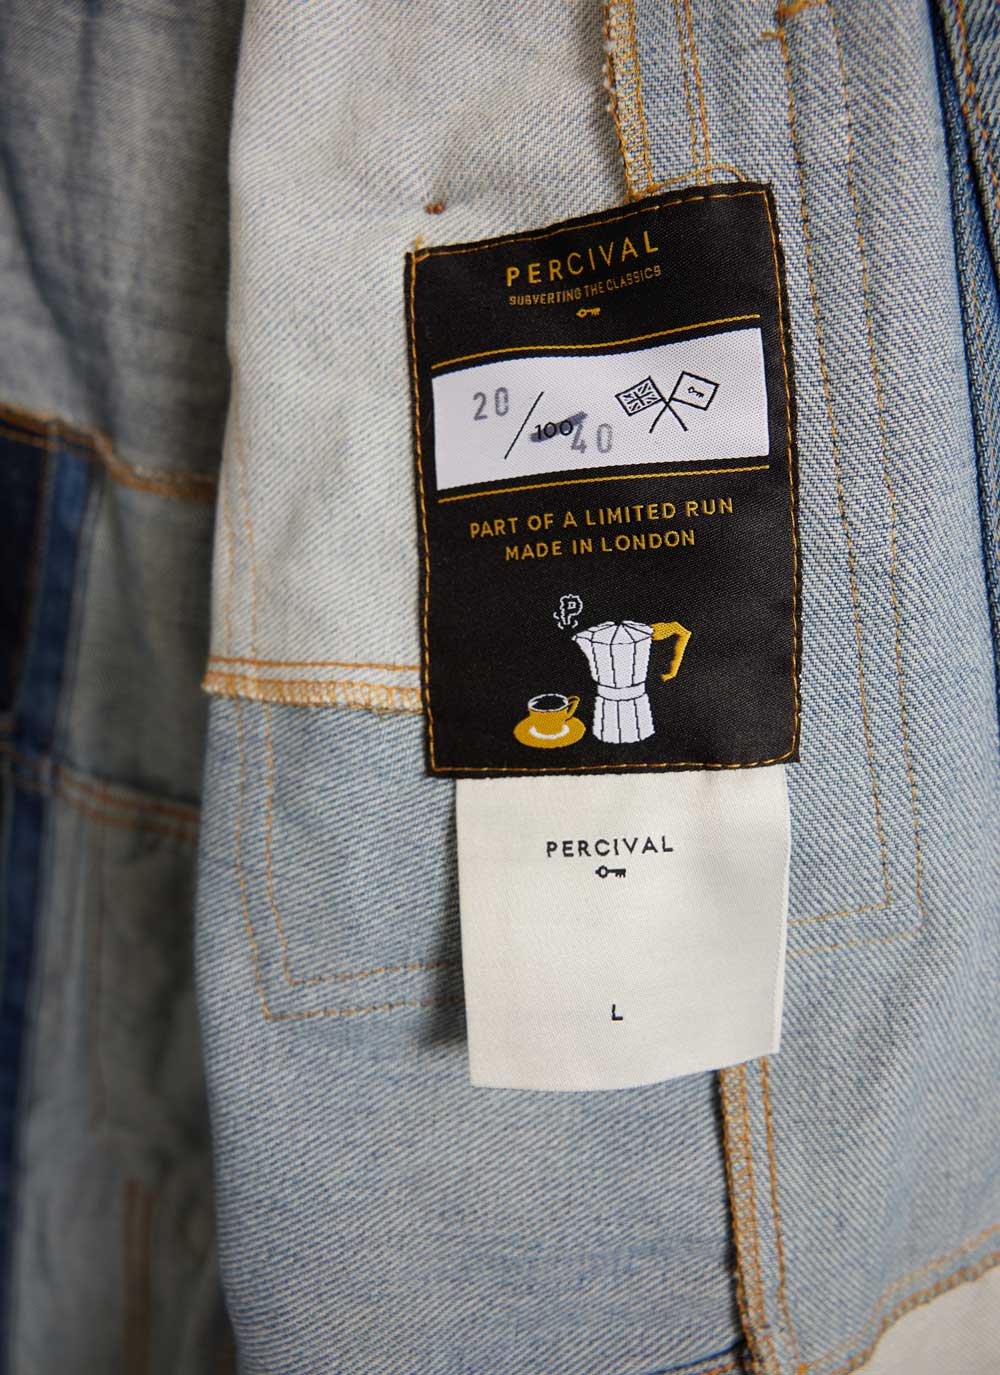 PERCIVAL
SUBVERTING THE CLASSICS
20/100 40
PART OF A LIMITED RUN
MADE IN LONDON
P
PERCIVAL
L